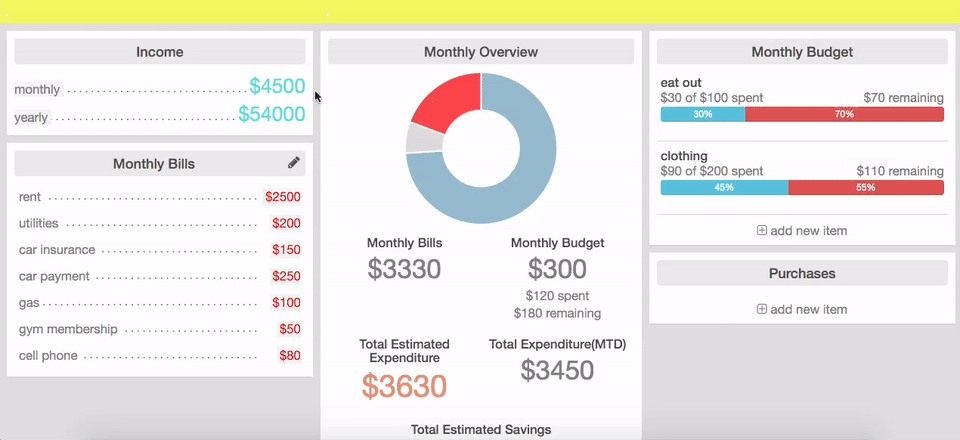 Income
monthly $4500
yearly $54000
Monthly Bills
rent $2500
utilities $200
car insurance $150
car payment $250
gas $100
gym membership $50
cell phone $80
Monthly Overview
Monthly Bills
$3330
Monthly Budget
$300
$120 spent
$180 remaining
Total Estimated
Expenditure
$3630
Total Expenditure(MTD)
$3450
Total Estimated Savings
Monthly Budget
eat out
$30 of $100 spent $70 remaining
30% 70%
clothing
$90 of $200 spent $110 remaining
45% 55%
add new item
Purchases
add new item